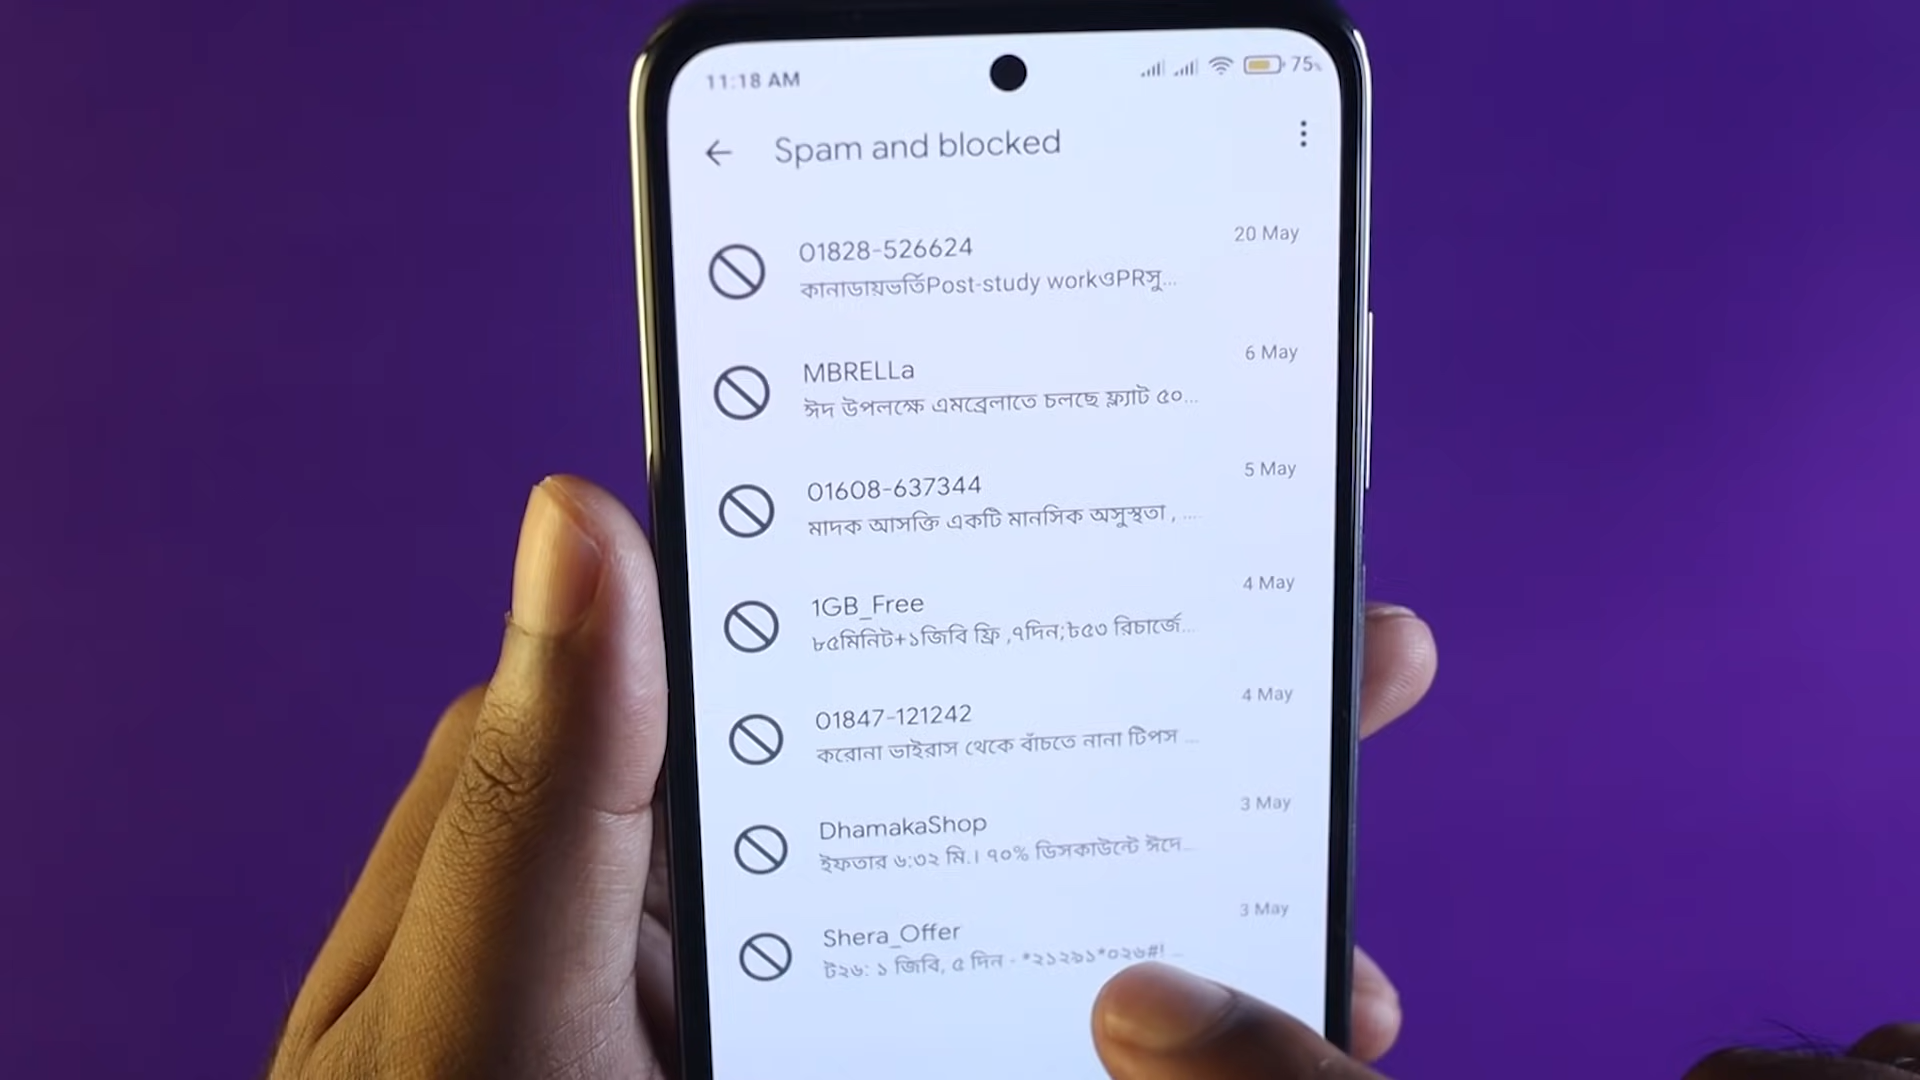 11:18 AM
75%
Spam and blocked
01828-526624
20 May
কানাডায়ভর্তিPost-study workওPRসু...
MBRELLa
6 May
ঈদ উপলক্ষে এমব্রেলাতে চলছে ফ্ল্যাট ৫০...
01608-637344
5 May
মাদক আসক্তি একটি মানসিক অসুস্থতা , ....
1GB_Free
4 May
৮৫মিনিট+১জিবি ফ্রি ,৭দিন;৳৫৩ রিচার্জে...
01847-121242
4 May
করোনা ভাইরাস থেকে বাঁচতে নানা টিপস ...
DhamakaShop
3 May
ইফতার ৬:৩২ মি.। ৭০% ডিসকাউন্টে ঈদে...
Shera_Offer
3 May
ট২৬: ১ জিবি, ৫ দিন -